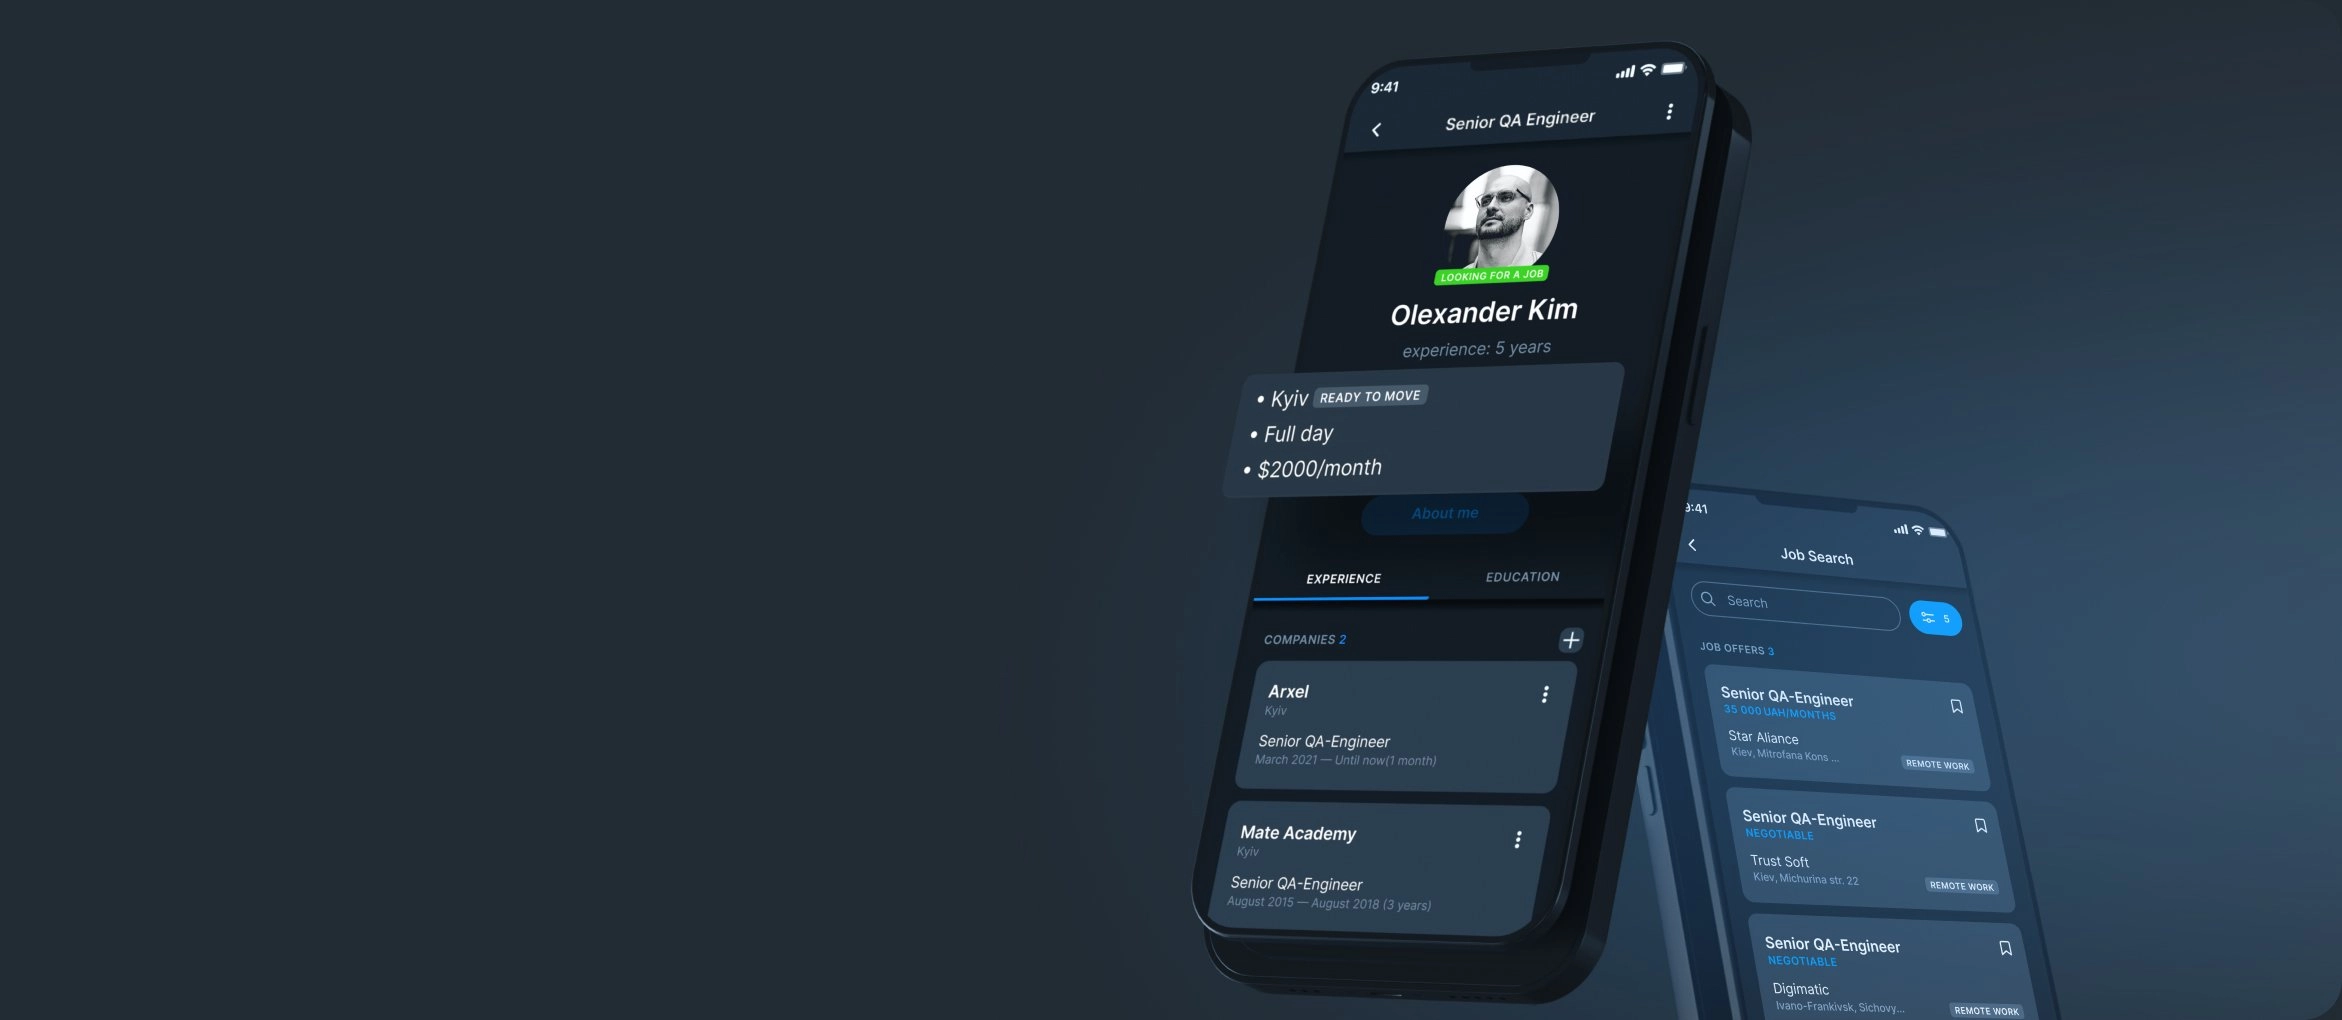 9:41
Senior QA Engineer
LOOKING FOR A JOB
Olexander Kim
experience: 5 years
• Kyiv READY TO MOVE
• Full day
• $2000/month
About me
EXPERIENCE EDUCATION
COMPANIES 2
Arxel
Kyiv
Senior QA-Engineer
March 2021 — Until now(1 month)
Mate Academy
Kyiv
Senior QA-Engineer
August 2015 — August 2018 (3 years)
9:41
Job Search
Search
5
JOB OFFERS 3
Senior QA-Engineer
35 000 UAH/MONTHS
Star Aliance
Kiev, Mitrofana Kons ...
REMOTE WORK
Senior QA-Engineer
NEGOTIABLE
Trust Soft
Kiev, Michurina str. 22
REMOTE WORK
Senior QA-Engineer
NEGOTIABLE
Digimatic
Ivano-Frankivsk, Sichovy...
REMOTE WORK